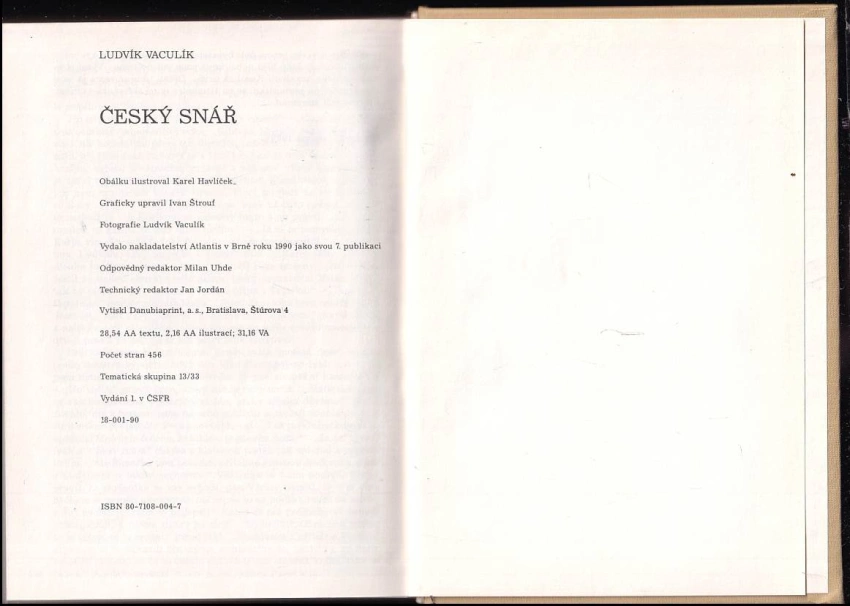 LUDVÍK VACULÍK
ČESKÝ SNÁŘ
Obálku ilustroval Karel Havlíček
Graficky upravil Ivan Štrouf
Fotografie Ludvík Vaculík
Vydalo nakladatelství Atlantis v Brně roku 1990 jako svou 7. publikaci
Odpovědný redaktor Milan Uhde
Technický redaktor Jan Jordán
Vytiskl Danubiaprint, a. s., Bratislava, Štúrova 4
28,54 AA textu, 2,16 AA ilustrací; 31,16 VA
Počet stran 456
Tematická skupina 13/33
Vydání 1. v ČSFR
18-001-90
ISBN 80-7108-004-7